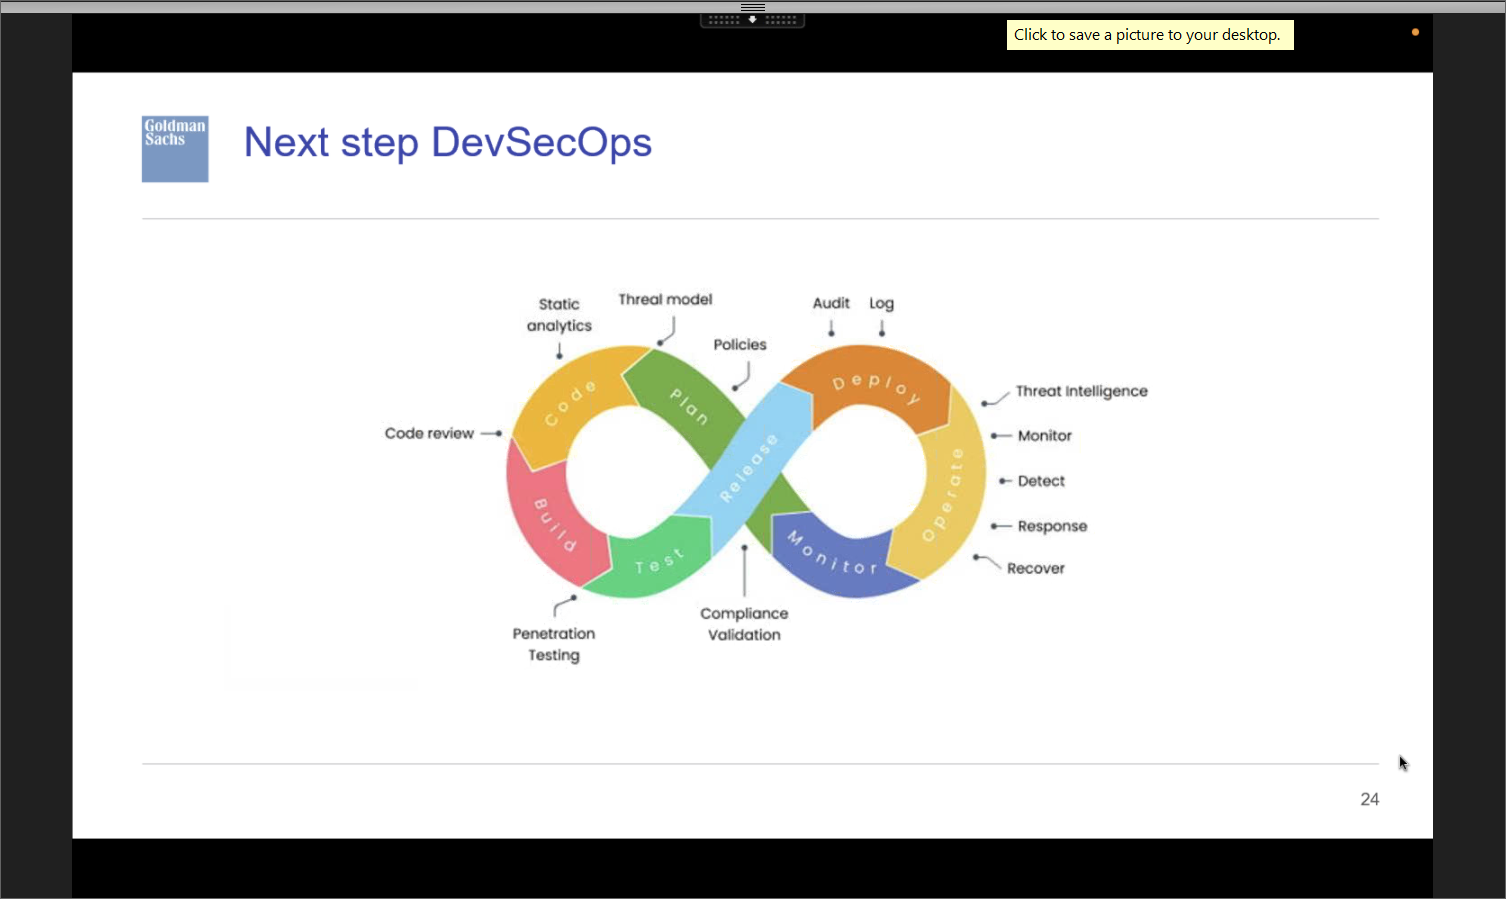 Click to save a picture to your desktop.
Goldman
Sachs
Next step DevSecOps
Static
analytics
Threal model
Policies
Audit
Log
Code review
Code
Plan
Release
Deploy
Operate
Build
Test
Monitor
Threat Intelligence
Monitor
Detect
Response
Recover
Penetration
Testing
Compliance
Validation
24